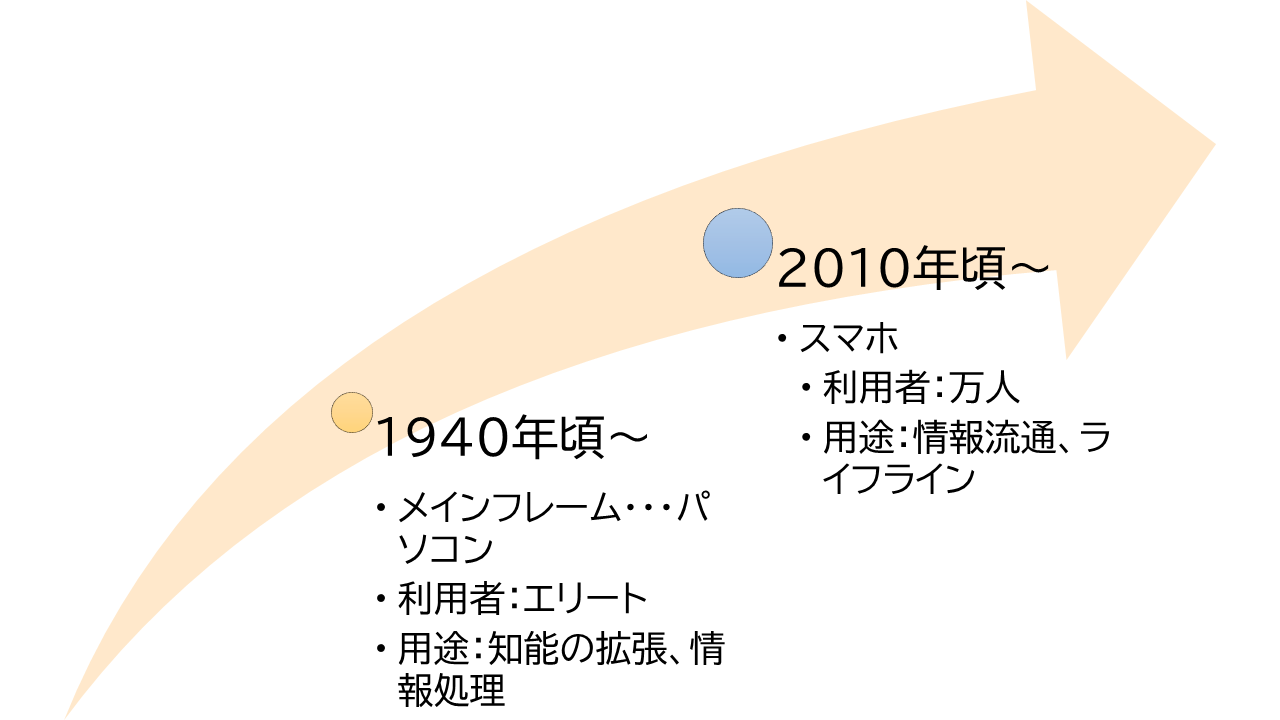 2010年頃～
・スマホ
・利用者：万人
・用途：情報流通、ラ
イフライン
1940年頃～
・メインフレーム・・・パ
ソコン
・利用者：エリート
・用途：知能の拡張、情
報処理